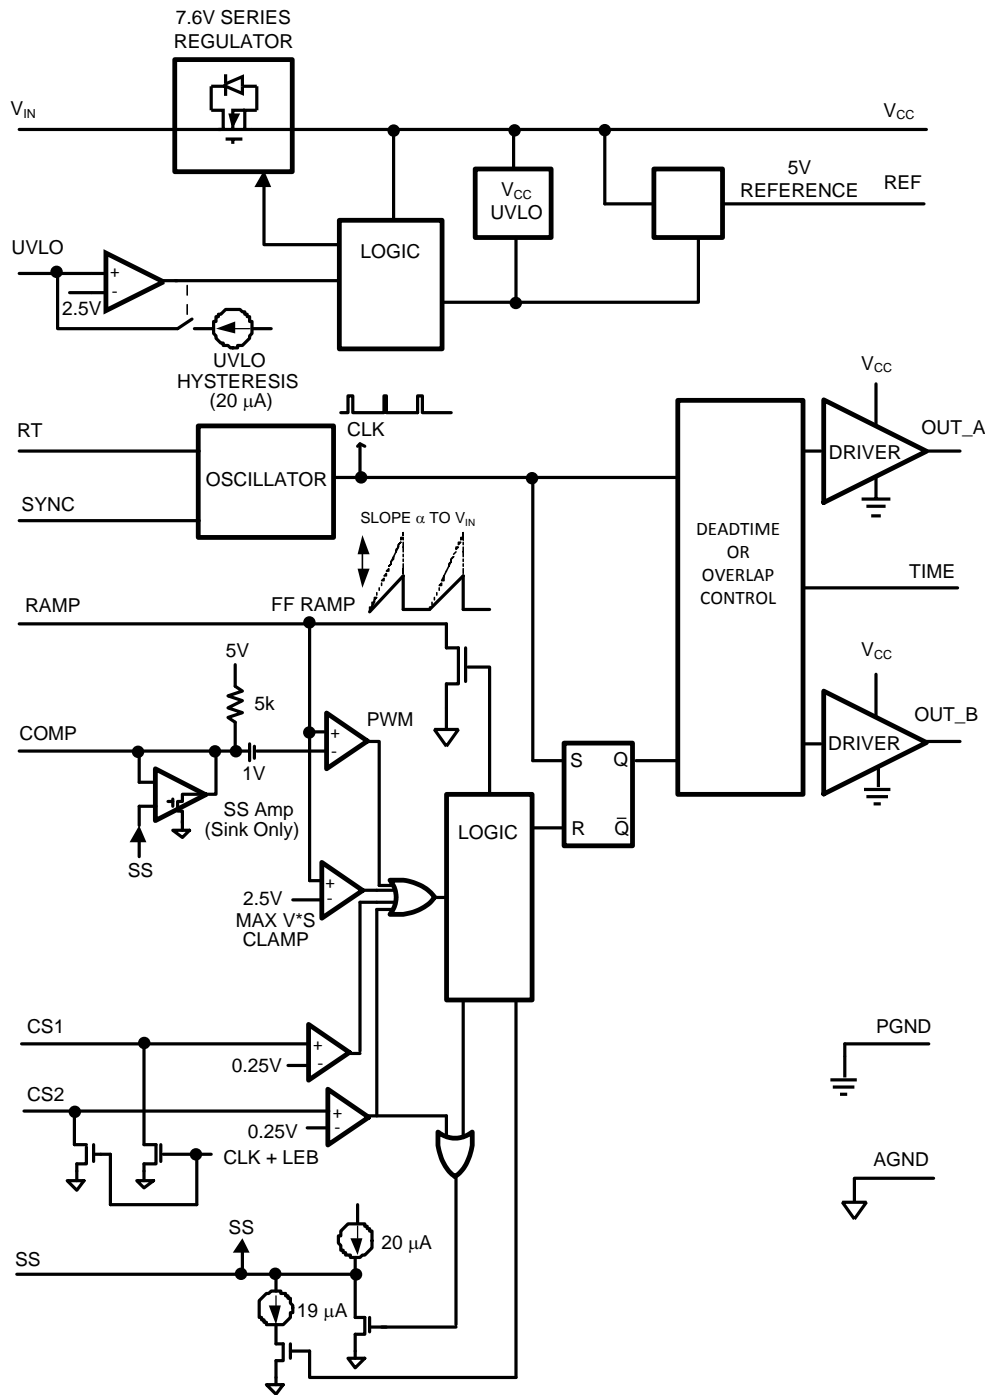 7.6V SERIES
REGULATOR
VIN
VCC
5V
REFERENCE
REF
VCC
UVLO
LOGIC
UVLO
+
-
2.5V
UVLO
HYSTERESIS
(20 μA)
VCC
OUT_A
DRIVER
CLK
RT
OSCILLATOR
SYNC
SLOPE α TO VIN
DEADTIME
OR
OVERLAP
CONTROL
TIME
RAMP
FF RAMP
5V
5k
PWM
+
-
COMP
1V
SS Amp
(Sink Only)
SS
VCC
OUT_B
DRIVER
S Q
R Q̅
LOGIC
+
-
2.5V
MAX V*S
CLAMP
CS1
+
-
0.25V
CS2
+
-
0.25V
CLK + LEB
PGND
AGND
SS
20 μA
SS
19 μA